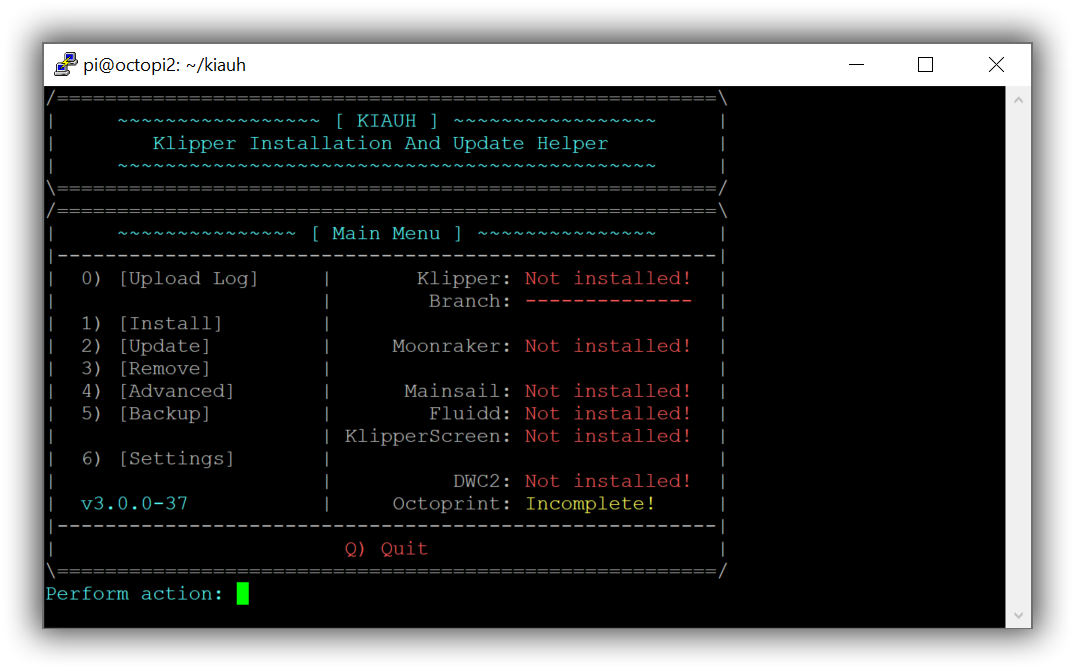 pi@octopi2: ~/kiauh
/=======================================================\
|     ~~~~~~~~~~~~~~~~~ [ KIAUH ] ~~~~~~~~~~~~~~~~~     |
|        Klipper Installation And Update Helper         |
|     ~~~~~~~~~~~~~~~~~~~~~~~~~~~~~~~~~~~~~~~~~~~~~     |
\=======================================================/
/=======================================================\
|     ~~~~~~~~~~~~~~~ [ Main Menu ] ~~~~~~~~~~~~~~~     |
|-------------------------------------------------------|
|  0) [Upload Log]      |       Klipper: Not installed!  |
|                       |        Branch: --------------  |
|  1) [Install]         |                               |
|  2) [Update]          |     Moonraker: Not installed!  |
|  3) [Remove]          |                               |
|  4) [Advanced]        |      Mainsail: Not installed!  |
|  5) [Backup]          |        Fluidd: Not installed!  |
|                       | KlipperScreen: Not installed!  |
|  6) [Settings]        |                               |
|                       |          DWC2: Not installed!  |
|  v3.0.0-37            |     Octoprint: Incomplete!     |
|-------------------------------------------------------|
|                        Q) Quit                        |
\=======================================================/
Perform action: